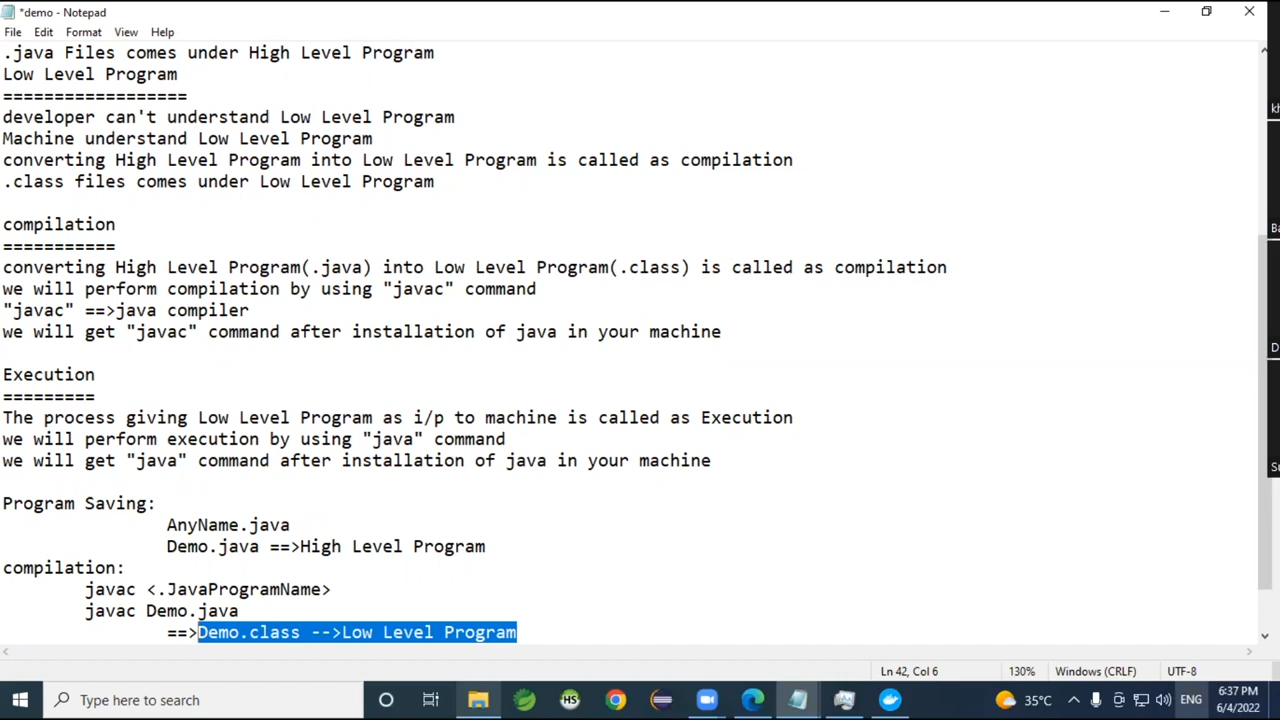 *demo - Notepad
File Edit Format View Help
.java Files comes under High Level Program
Low Level Program
==================
developer can't understand Low Level Program
Machine understand Low Level Program
converting High Level Program into Low Level Program is called as compilation
.class files comes under Low Level Program
compilation
===========
converting High Level Program(.java) into Low Level Program(.class) is called as compilation
we will perform compilation by using "javac" command
"javac" ==>java compiler
we will get "javac" command after installation of java in your machine
Execution
=========
The process giving Low Level Program as i/p to machine is called as Execution
we will perform execution by using "java" command
we will get "java" command after installation of java in your machine
Program Saving:
AnyName.java
Demo.java ==>High Level Program
compilation:
javac <.JavaProgramName>
javac Demo.java
==>Demo.class -->Low Level Program
Ln 42, Col 6 130% Windows (CRLF) UTF-8
Type here to search
HS
35°C
ENG
6:37 PM
6/4/2022